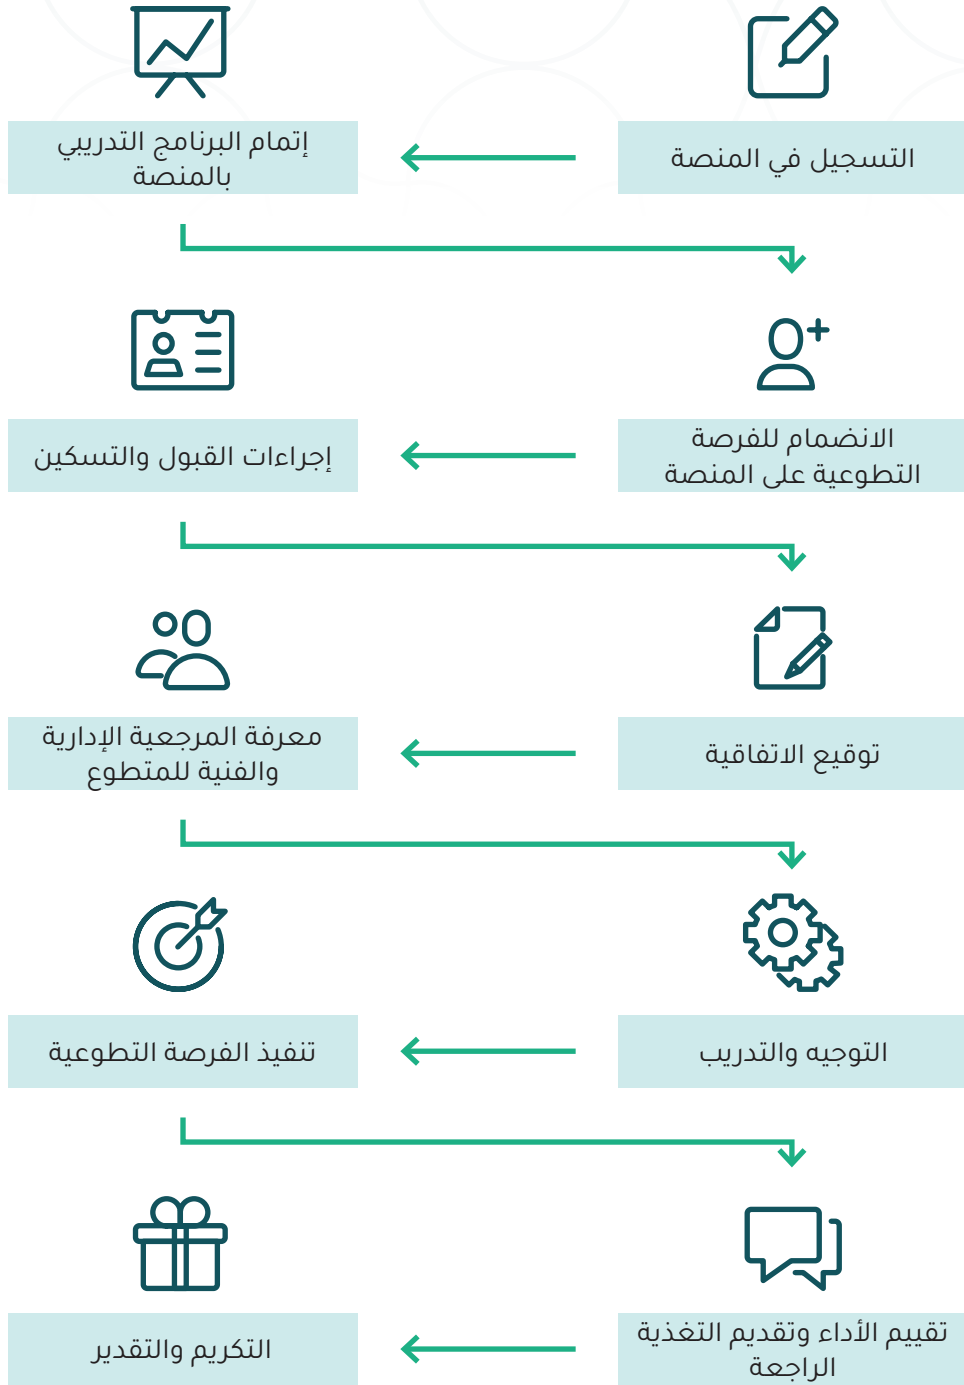 التسجيل في المنصة
إتمام البرنامج التدريبي
بالمنصة
الانضمام للفرصة
التطوعية على المنصة
إجراءات القبول والتسكين
توقيع الاتفاقية
معرفة المرجعية الإدارية
والفنية للمتطوع
التوجيه والتدريب
تنفيذ الفرصة التطوعية
تقييم الأداء وتقديم التغذية
الراجعة
التكريم والتقدير